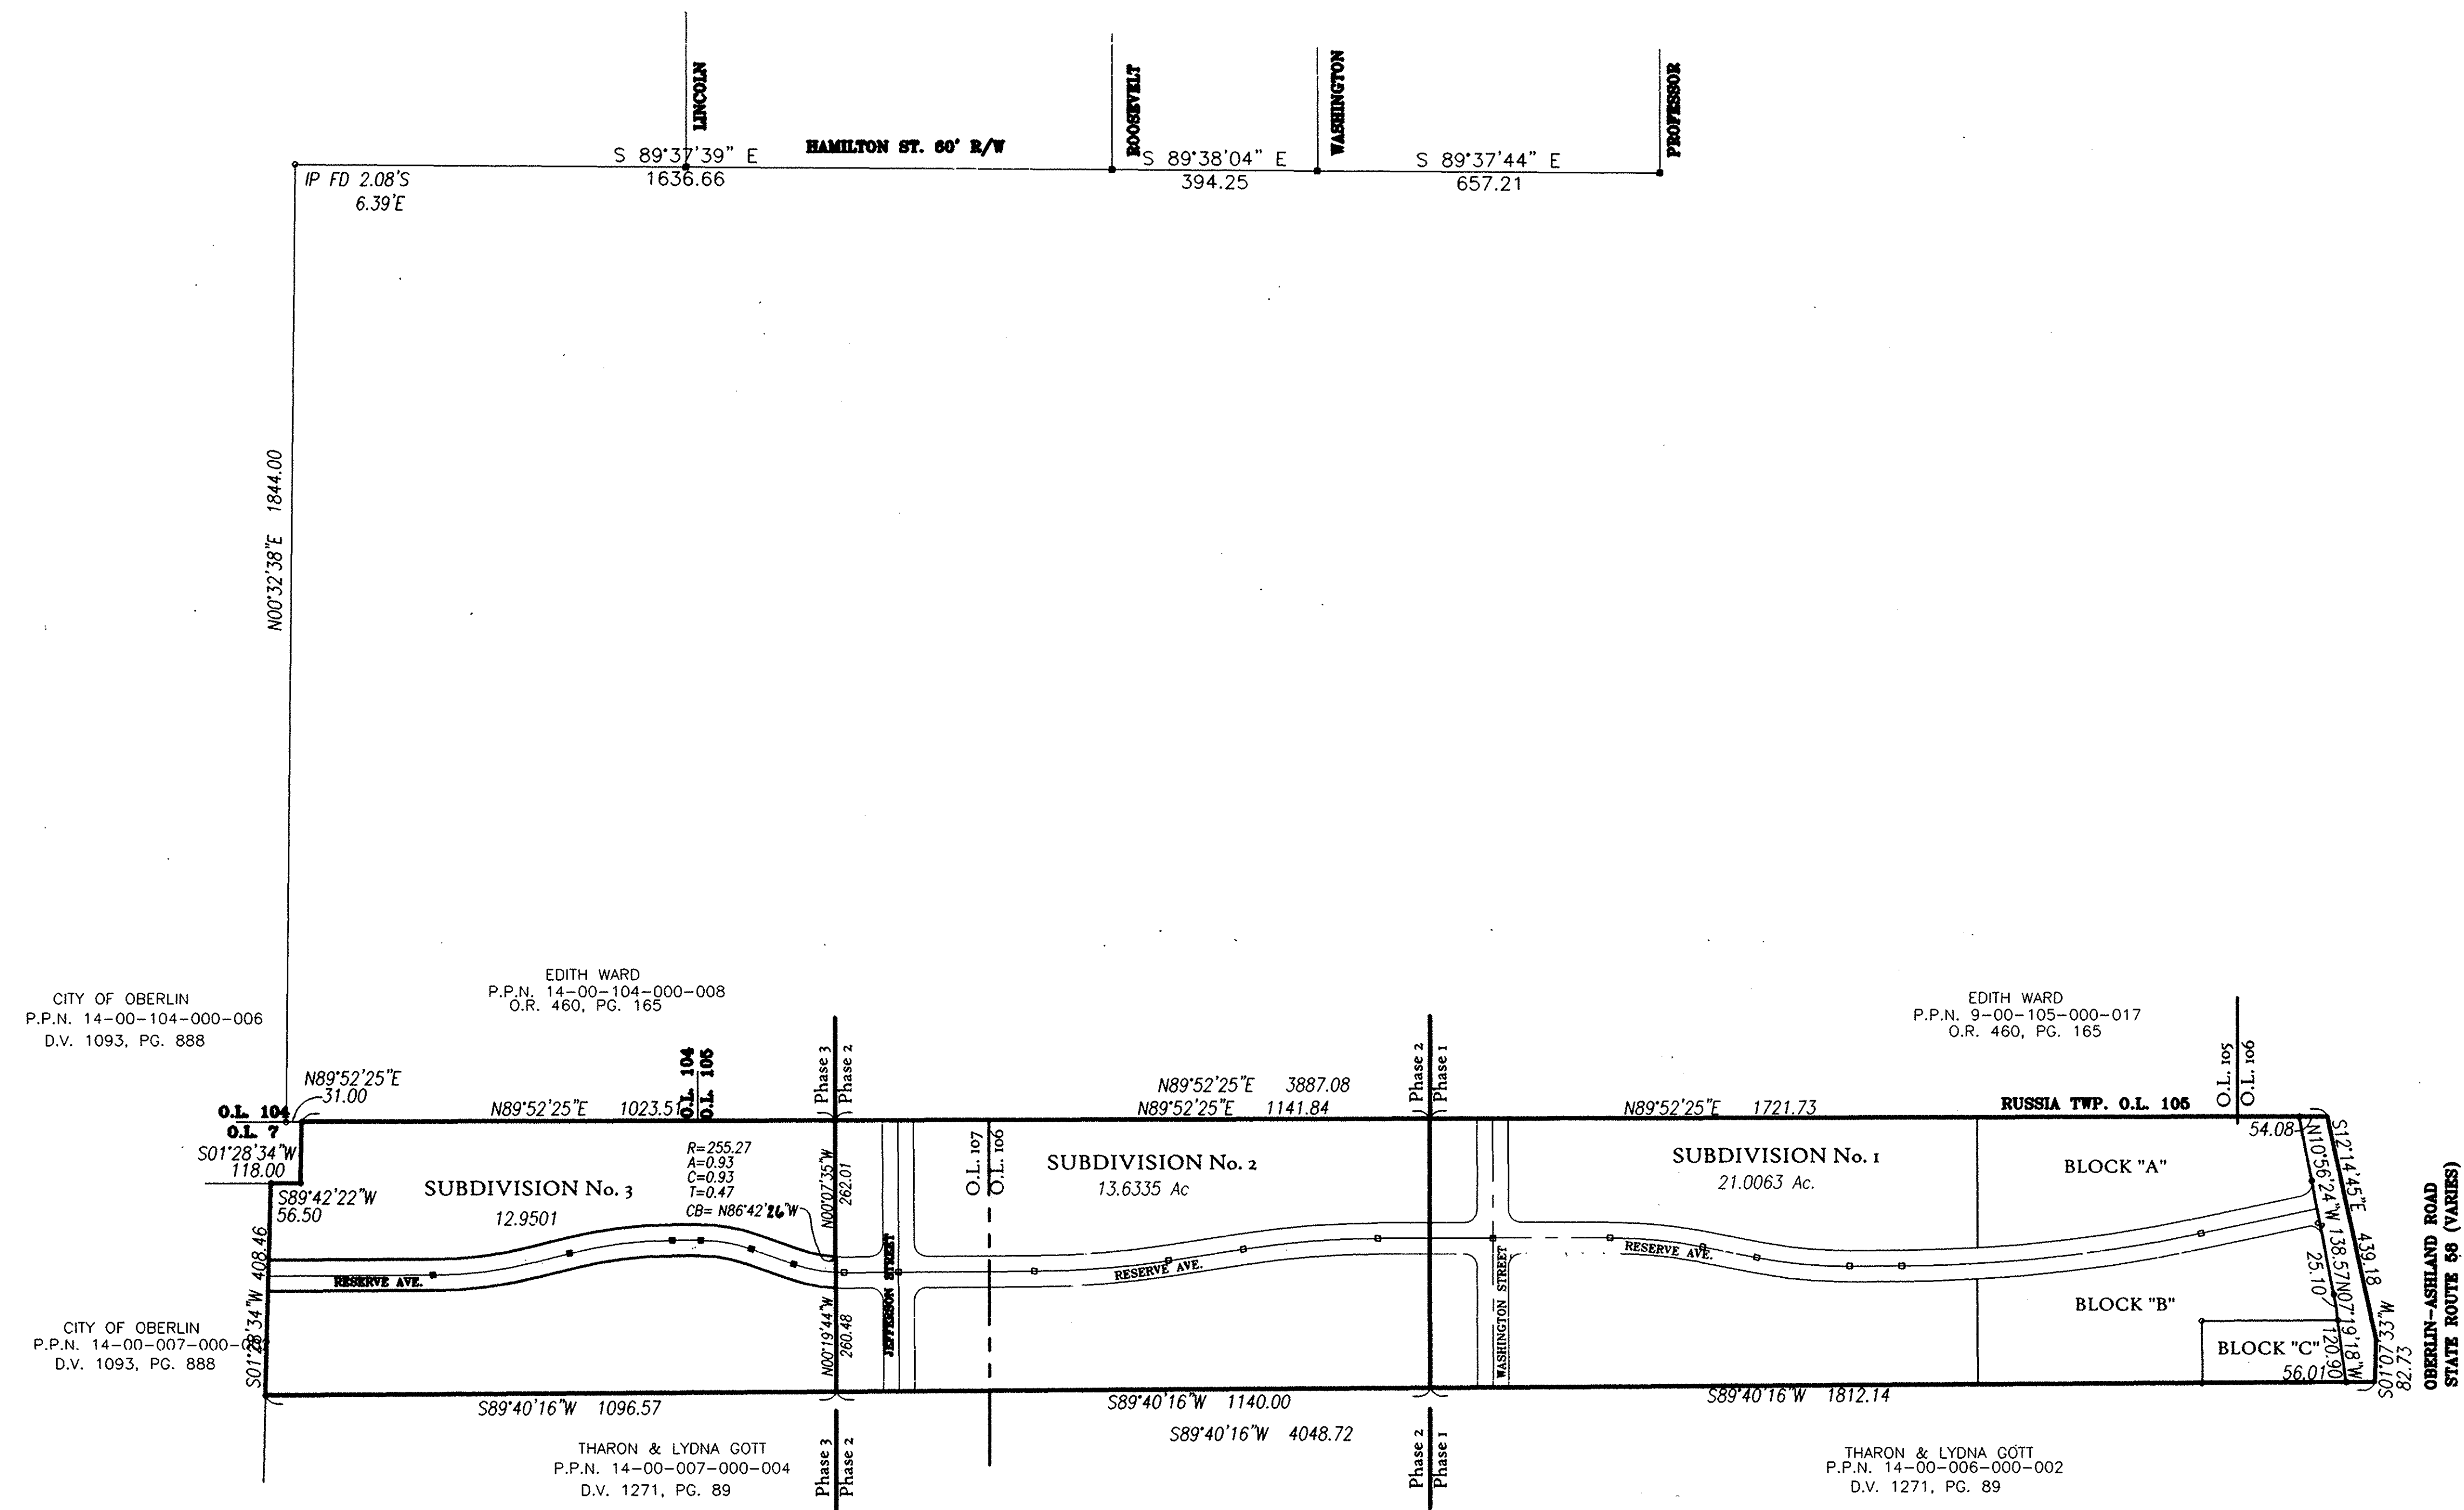 LINCOLN
ROOSEVELT
WASHINGTON
PROFESSOR
S 89°37'39" E
1636.66
HAMILTON ST. 60' R/W
S 89°38'04" E
394.25
S 89°37'44" E
657.21
IP FD 2.08'S
6.39'E
N00°32'38"E 1844.00
CITY OF OBERLIN
P.P.N. 14-00-104-000-006
D.V. 1093, PG. 888
EDITH WARD
P.P.N. 14-00-104-000-008
O.R. 460, PG. 165
EDITH WARD
P.P.N. 9-00-105-000-017
O.R. 460, PG. 165
N89°52'25"E
31.00
O.L. 104
O.L. 7
N89°52'25"E 1023.51
O.L. 104
O.L. 105
Phase 3
Phase 2
N89°52'25"E 3887.08
N89°52'25"E 1141.84
Phase 2
Phase 1
N89°52'25"E 1721.73
RUSSIA TWP. O.L. 105
O.L. 105
O.L. 106
S01°28'34"W
118.00
S89°42'22"W
56.50
SUBDIVISION No. 3
12.9501
R=255.27
A=0.93
C=0.93
T=0.47
CB= N86°42'26"W
N00°07'35"W
262.01
O.L. 107
O.L. 106
SUBDIVISION No. 2
13.6335 Ac
SUBDIVISION No. 1
21.0063 Ac.
BLOCK "A"
54.08
N10°56'24"W 138.57
S12°14'45"E 439.18
S01°28'34"W 408.46
RESERVE AVE.
JEFFERSON STREET
N00°19'44"W
260.48
RESERVE AVE.
WASHINGTON STREET
RESERVE AVE.
BLOCK "B"
25.10
N07°19'18"W
120.90
BLOCK "C"
56.01
S01°07'33"W
82.73
OBERLIN-ASHLAND ROAD
STATE ROUTE 58 (VARIES)
CITY OF OBERLIN
P.P.N. 14-00-007-000-
D.V. 1093, PG. 888
S89°40'16"W 1096.57
S89°40'16"W 1140.00
S89°40'16"W 1812.14
S89°40'16"W 4048.72
THARON & LYDNA GOTT
P.P.N. 14-00-007-000-004
D.V. 1271, PG. 89
Phase 3
Phase 2
Phase 2
Phase 1
THARON & LYDNA GOTT
P.P.N. 14-00-006-000-002
D.V. 1271, PG. 89